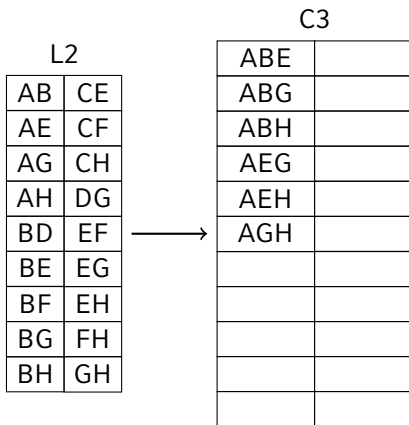 L2
AB CE
AE CF
AG CH
AH DG
BD EF
BE EG
BF EH
BG FH
BH GH
C3
ABE
ABG
ABH
AEG
AEH
AGH